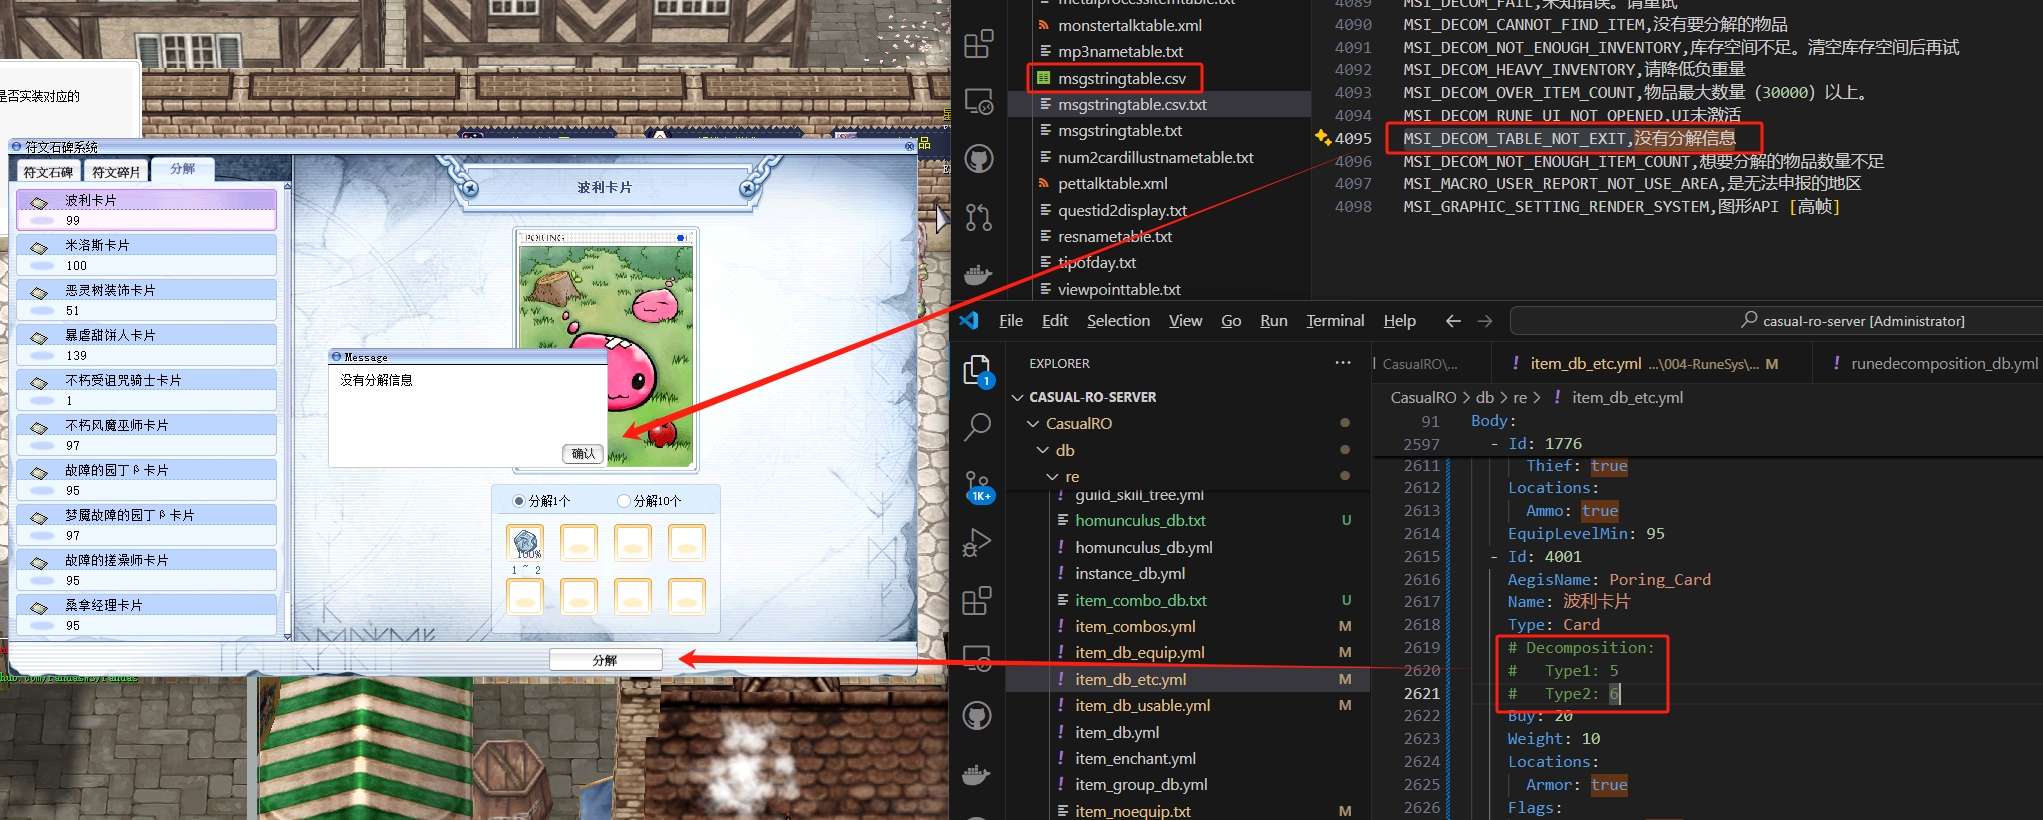 是否实装对应的
符文石碑系统
符文石碑
符文碎片
分解
波利卡片
99
米洛斯卡片
100
恶灵树装饰卡片
51
暴虐甜饼人卡片
139
不朽受诅咒骑士卡片
1
不朽风魔巫师卡片
97
故障的园丁β卡片
95
梦魇故障的园丁β卡片
97
故障的搓澡师卡片
95
桑拿经理卡片
95
波利卡片
PORING
Message
没有分解信息
确认
分解1个
分解10个
100%
1 ~ 2
分解
metalprocessitemtable.txt
monstertalktable.xml
mp3nametable.txt
msgstringtable.csv
msgstringtable.csv.txt
msgstringtable.txt
num2cardillustnametable.txt
pettalktable.xml
questid2display.txt
resnametable.txt
tipofday.txt
viewpointtable.txt
4089 MSI_DECOM_FAIL,未知错误。请重试
4090 MSI_DECOM_CANNOT_FIND_ITEM,没有要分解的物品
4091 MSI_DECOM_NOT_ENOUGH_INVENTORY,库存空间不足。清空库存空间后再试
4092 MSI_DECOM_HEAVY_INVENTORY,请降低负重量
4093 MSI_DECOM_OVER_ITEM_COUNT,物品最大数量（30000）以上。
4094 MSI_DECOM_RUNE_UI_NOT_OPENED,UI未激活
4095 MSI_DECOM_TABLE_NOT_EXIT,没有分解信息
4096 MSI_DECOM_NOT_ENOUGH_ITEM_COUNT,想要分解的物品数量不足
4097 MSI_MACRO_USER_REPORT_NOT_USE_AREA,是无法申报的地区
4098 MSI_GRAPHIC_SETTING_RENDER_SYSTEM,图形API [高帧]
File Edit Selection View Go Run Terminal Help
casual-ro-server [Administrator]
1
1K+
EXPLORER
CASUAL-RO-SERVER
CasualRO
db
re
guild_skill_tree.yml
homunculus_db.txt U
homunculus_db.yml
instance_db.yml
item_combo_db.txt U
item_combos.yml M
item_db_equip.yml M
item_db_etc.yml M
item_db_usable.yml M
item_db.yml
item_enchant.yml
item_group_db.yml
item_noequip.txt M
CasualRO\...
! item_db_etc.yml ...\004-RuneSys\... M
! runedecomposition_db.yml
CasualRO > db > re > ! item_db_etc.yml
91 Body:
2597 - Id: 1776
2611 Thief: true
2612 Locations:
2613 Ammo: true
2614 EquipLevelMin: 95
2615 - Id: 4001
2616 AegisName: Poring_Card
2617 Name: 波利卡片
2618 Type: Card
2619 # Decomposition:
2620 # Type1: 5
2621 # Type2: 6
2622 Buy: 20
2623 Weight: 10
2624 Locations:
2625 Armor: true
2626 Flags: